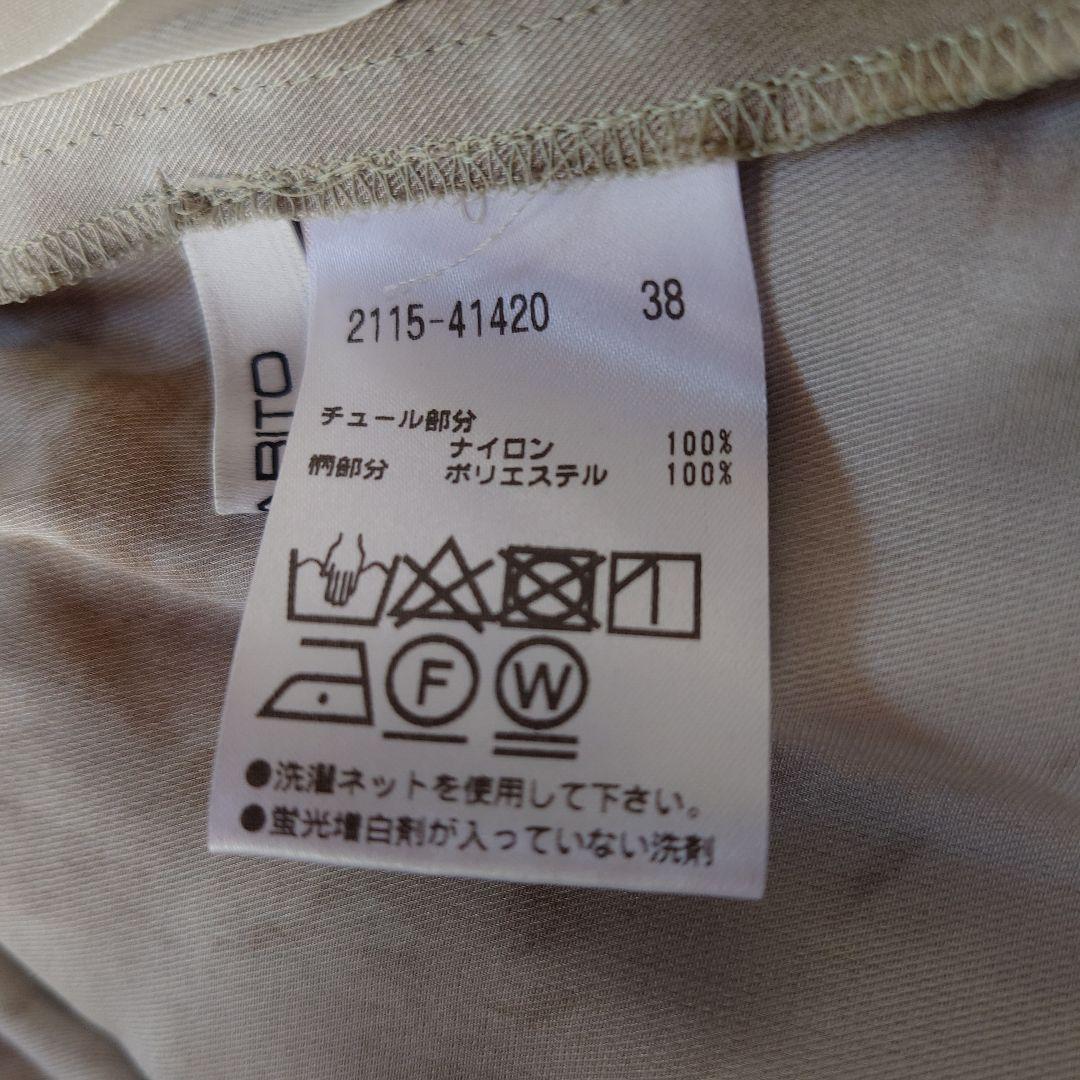 2115-41420 38
チュール部分
ナイロン 100%
柄部分 ポリエステル 100%
F W
●洗濯ネットを使用して下さい。
●蛍光増白剤が入っていない洗剤
ABITO